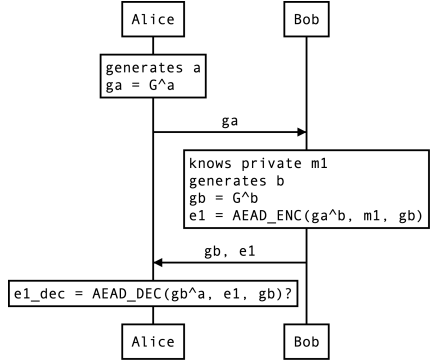 Alice
Bob
generates a
ga = G^a
ga
knows private m1
generates b
gb = G^b
e1 = AEAD_ENC(ga^b, m1, gb)
gb, e1
e1_dec = AEAD_DEC(gb^a, e1, gb)?
Alice
Bob